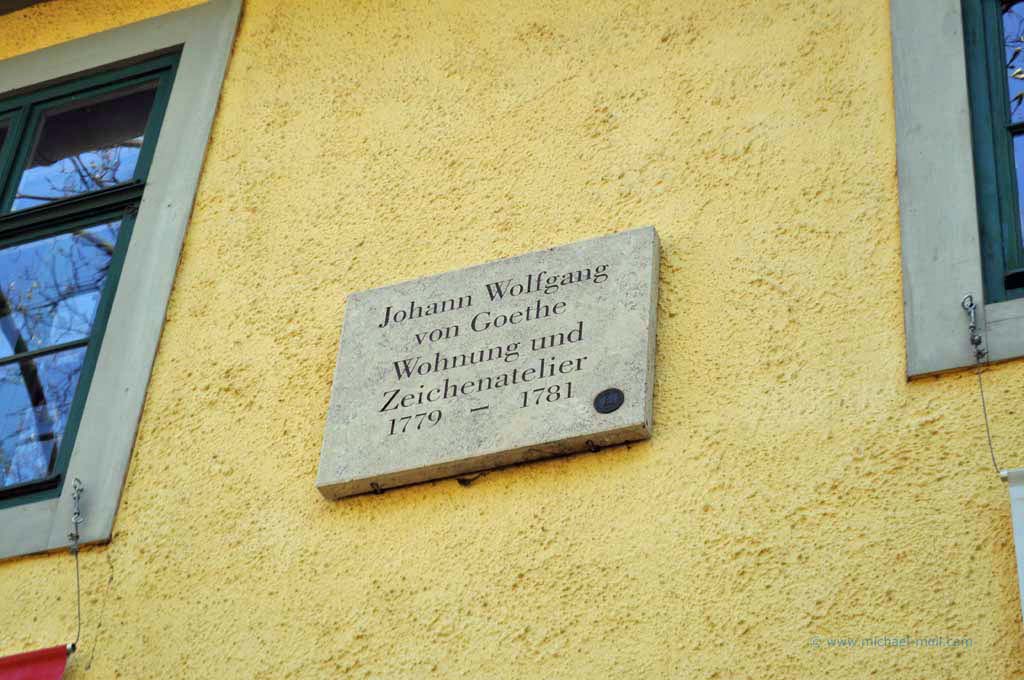 Johann Wolfgang
von Goethe
Wohnung und
Zeichenatelier
1779 – 1781
© www.michael-moll.com